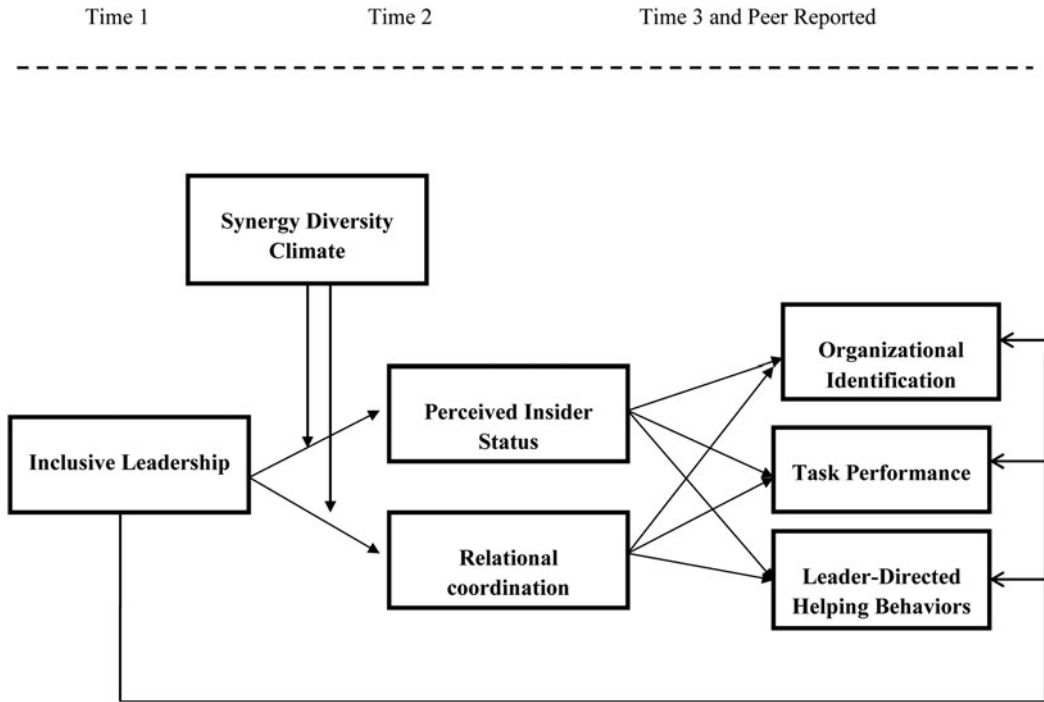 Time 1
Time 2
Time 3 and Peer Reported
Synergy Diversity
Climate
Organizational
Identification
Perceived Insider
Status
Inclusive Leadership
Task Performance
Relational
coordination
Leader-Directed
Helping Behaviors